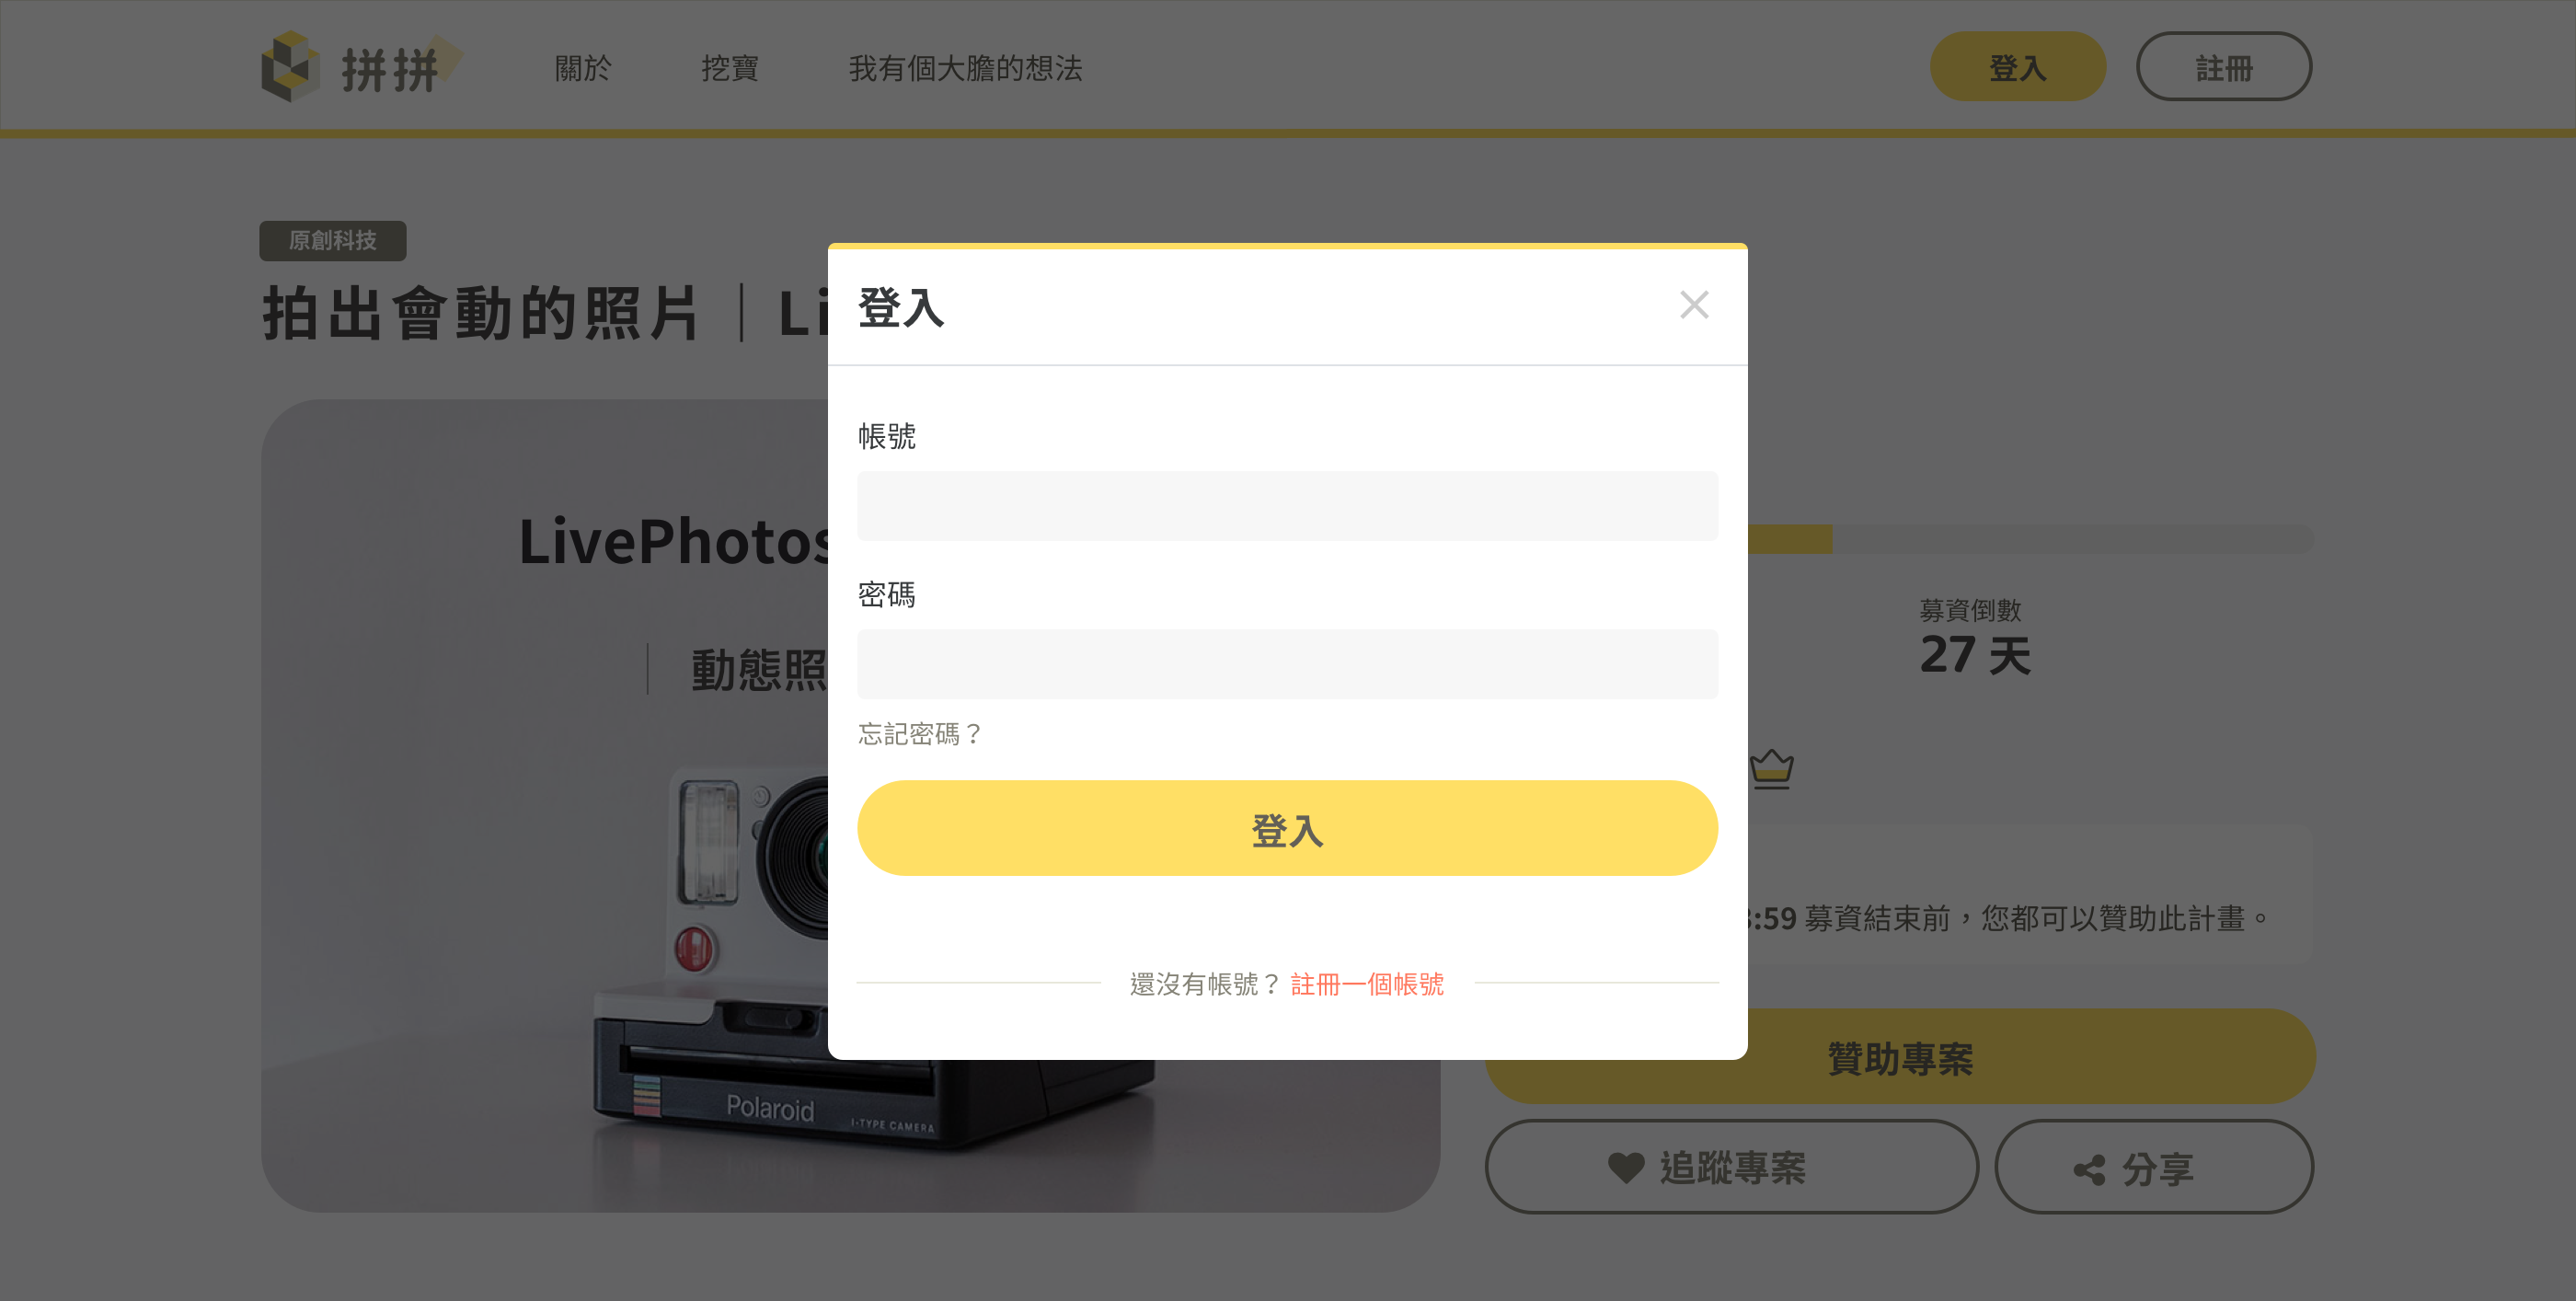 拼拼 關於 挖寶 我有個大膽的想法 登入 註冊
原創科技
拍出會動的照片｜Li
LivePhotos
｜ 動態照
登入
帳號
密碼
忘記密碼？
登入
還沒有帳號？ 註冊一個帳號
募資倒數
27 天
:59 募資結束前，您都可以贊助此計畫。
贊助專案
追蹤專案 分享
Polaroid
I-TYPE CAMERA